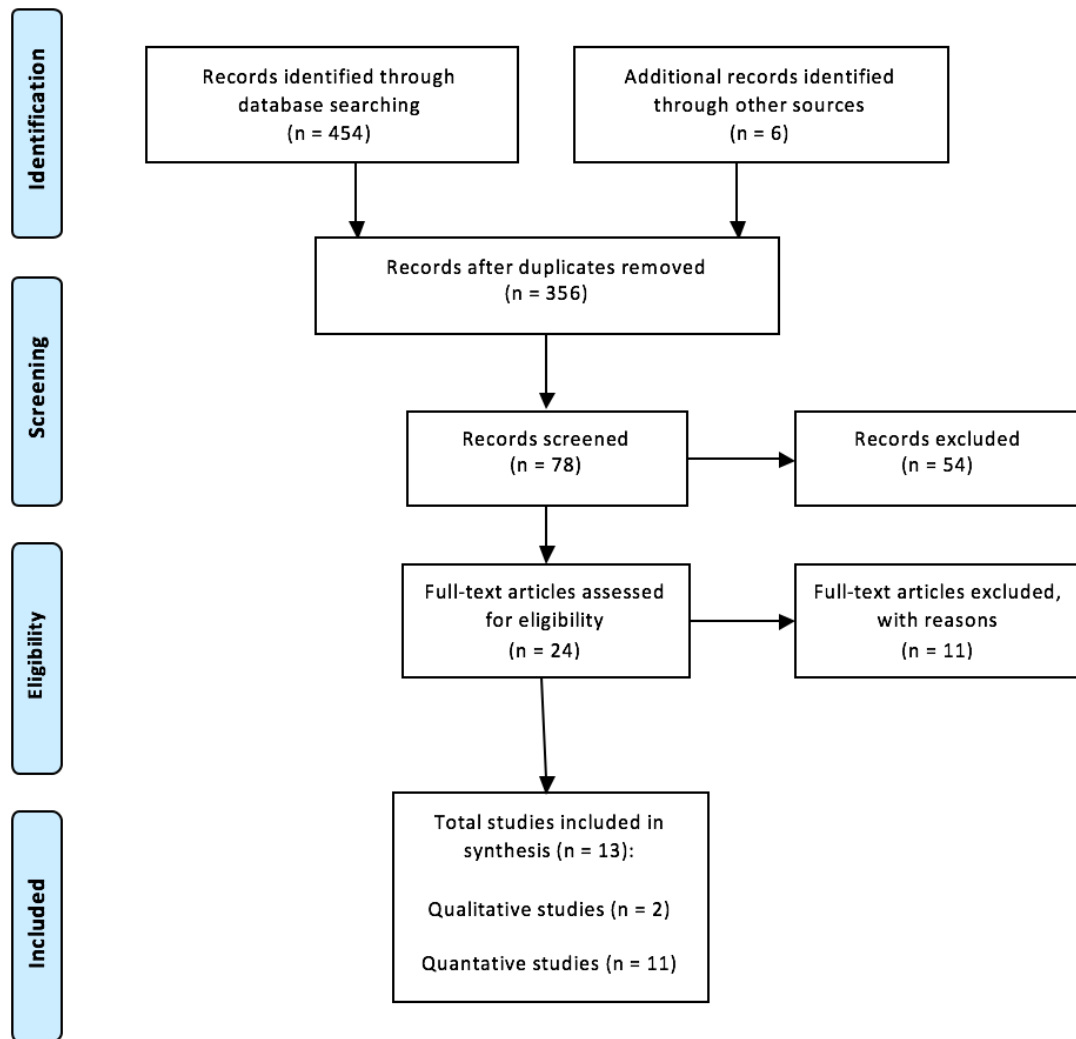 Identification
Records identified through
database searching
(n = 454)
Additional records identified
through other sources
(n = 6)
Records after duplicates removed
(n = 356)
Screening
Records screened
(n = 78)
Records excluded
(n = 54)
Eligibility
Full-text articles assessed
for eligibility
(n = 24)
Full-text articles excluded,
with reasons
(n = 11)
Included
Total studies included in
synthesis (n = 13):
Qualitative studies (n = 2)
Quantative studies (n = 11)